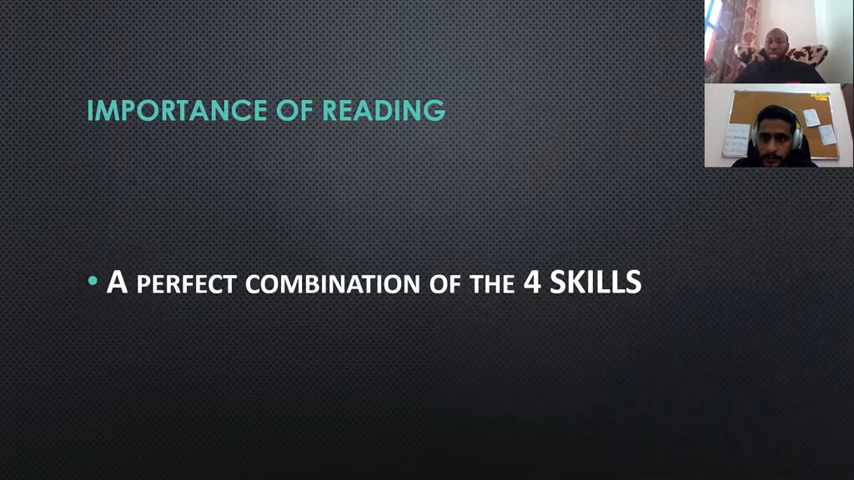 IMPORTANCE OF READING
• A PERFECT COMBINATION OF THE 4 SKILLS